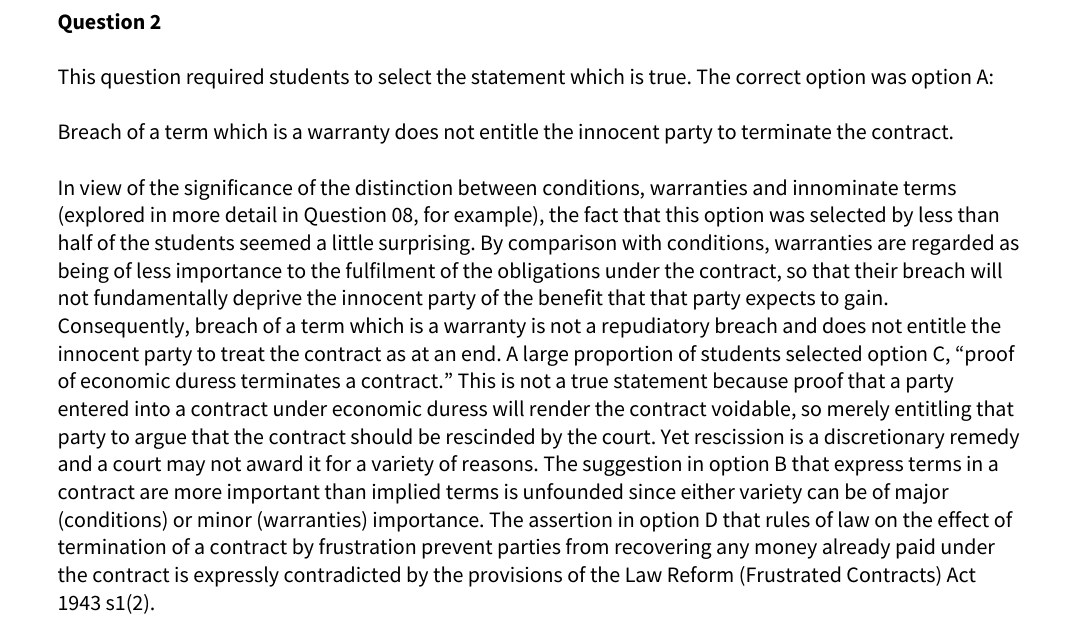 Question 2
This question required students to select the statement which is true. The correct option was option A:
Breach of a term which is a warranty does not entitle the innocent party to terminate the contract.
In view of the significance of the distinction between conditions, warranties and innominate terms
(explored in more detail in Question 08, for example), the fact that this option was selected by less than
half of the students seemed a little surprising. By comparison with conditions, warranties are regarded as
being of less importance to the fulfilment of the obligations under the contract, so that their breach will
not fundamentally deprive the innocent party of the benefit that that party expects to gain.
Consequently, breach of a term which is a warranty is not a repudiatory breach and does not entitle the
innocent party to treat the contract as at an end. A large proportion of students selected option C, “proof
of economic duress terminates a contract.” This is not a true statement because proof that a party
entered into a contract under economic duress will render the contract voidable, so merely entitling that
party to argue that the contract should be rescinded by the court. Yet rescission is a discretionary remedy
and a court may not award it for a variety of reasons. The suggestion in option B that express terms in a
contract are more important than implied terms is unfounded since either variety can be of major
(conditions) or minor (warranties) importance. The assertion in option D that rules of law on the effect of
termination of a contract by frustration prevent parties from recovering any money already paid under
the contract is expressly contradicted by the provisions of the Law Reform (Frustrated Contracts) Act
1943 s1(2).